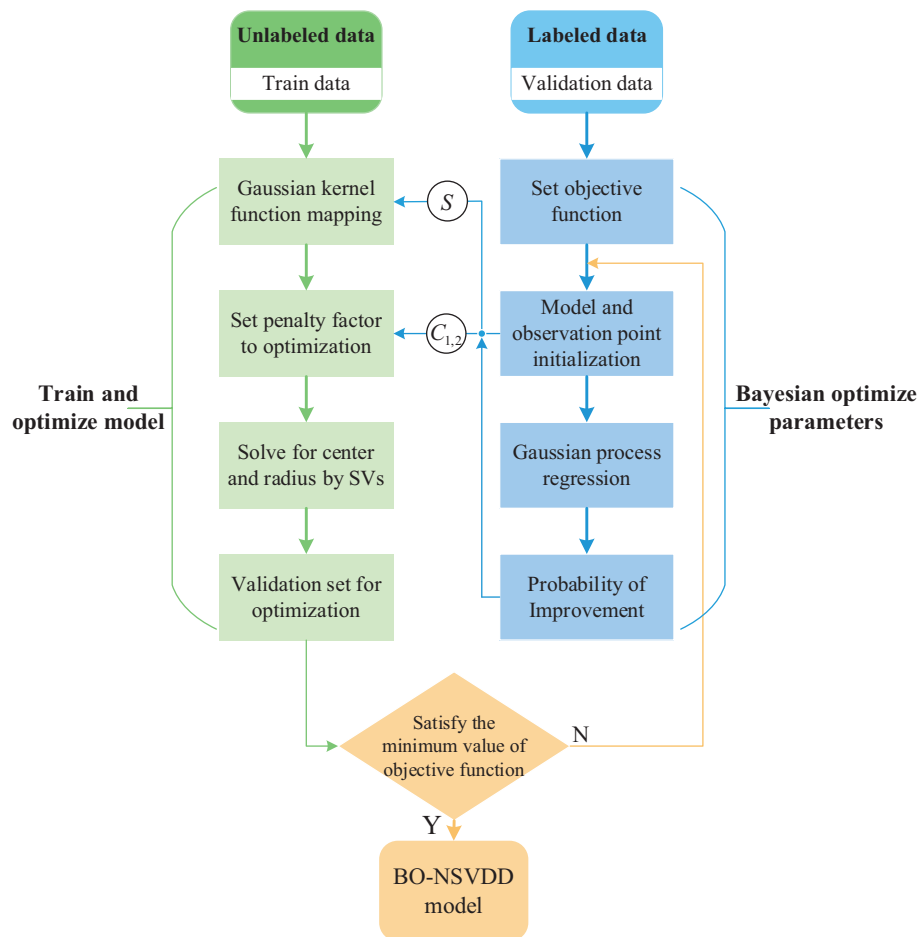 Unlabeled data
Train data
Labeled data
Validation data
Gaussian kernel
function mapping
S
Set objective
function
Set penalty factor
to optimization
C1,2
Model and
observation point
initialization
Train and
optimize model
Bayesian optimize
parameters
Solve for center
and radius by SVs
Gaussian process
regression
Validation set for
optimization
Probability of
Improvement
Satisfy the
minimum value of
objective function
N
Y
BO-NSVDD
model